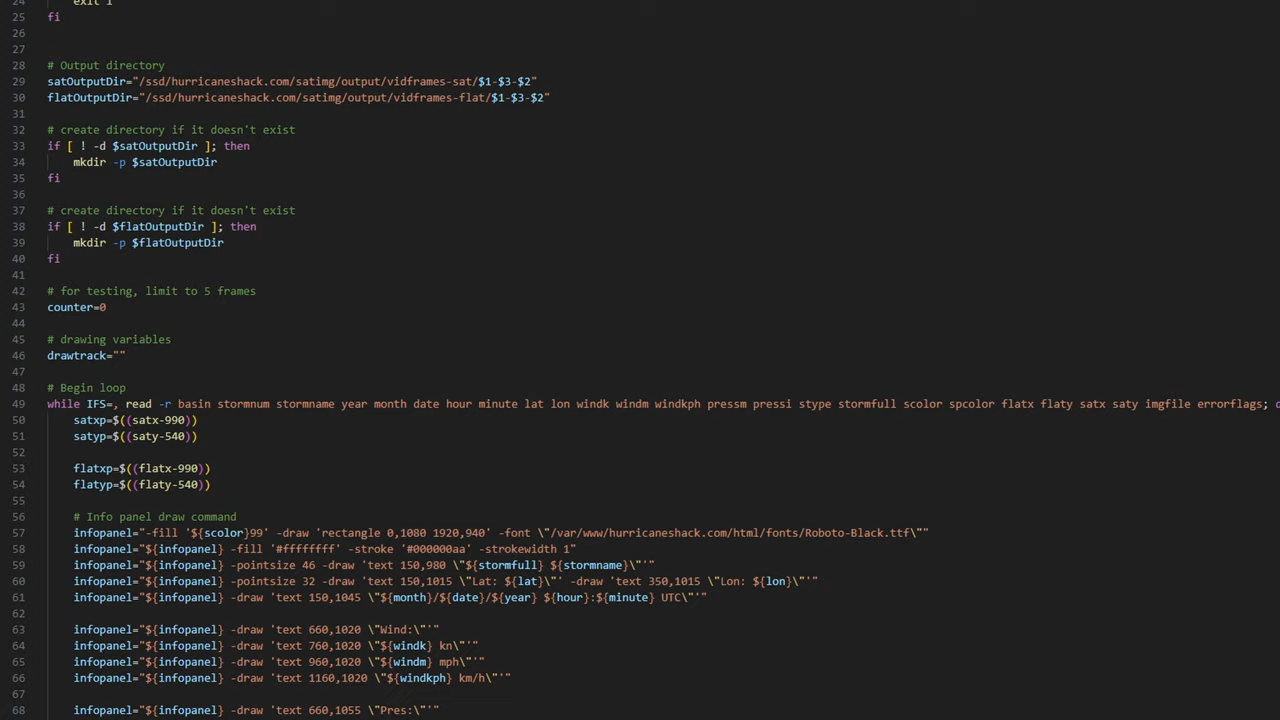 24 exit 1
25 fi
26
27
28 # Output directory
29 satOutputDir="/ssd/hurricaneshack.com/satimg/output/vidframes-sat/$1-$3-$2"
30 flatOutputDir="/ssd/hurricaneshack.com/satimg/output/vidframes-flat/$1-$3-$2"
31
32 # create directory if it doesn't exist
33 if [ ! -d $satOutputDir ]; then
34 mkdir -p $satOutputDir
35 fi
36
37 # create directory if it doesn't exist
38 if [ ! -d $flatOutputDir ]; then
39 mkdir -p $flatOutputDir
40 fi
41
42 # for testing, limit to 5 frames
43 counter=0
44
45 # drawing variables
46 drawtrack=""
47
48 # Begin loop
49 while IFS=, read -r basin stormnum stormname year month date hour minute lat lon windk windm windkph pressm pressi stype stormfull scolor spcolor flatx flaty satx saty imgfile errorflags;
50 satxp=$((satx-990))
51 satyp=$((saty-540))
52
53 flatxp=$((flatx-990))
54 flatyp=$((flaty-540))
55
56 # Info panel draw command
57 infopanel="-fill '${scolor}99' -draw 'rectangle 0,1080 1920,940' -font \"/var/www/hurricaneshack.com/html/fonts/Roboto-Black.ttf\""
58 infopanel="${infopanel} -fill '#ffffffff' -stroke '#000000aa' -strokewidth 1"
59 infopanel="${infopanel} -pointsize 46 -draw 'text 150,980 \"${stormfull} ${stormname}\"'"
60 infopanel="${infopanel} -pointsize 32 -draw 'text 150,1015 \"Lat: ${lat}\"' -draw 'text 350,1015 \"Lon: ${lon}\"'"
61 infopanel="${infopanel} -draw 'text 150,1045 \"${month}/${date}/${year} ${hour}:${minute} UTC\"'"
62
63 infopanel="${infopanel} -draw 'text 660,1020 \"Wind:\"'"
64 infopanel="${infopanel} -draw 'text 760,1020 \"${windk} kn\"'"
65 infopanel="${infopanel} -draw 'text 960,1020 \"${windm} mph\"'"
66 infopanel="${infopanel} -draw 'text 1160,1020 \"${windkph} km/h\"'"
67
68 infopanel="${infopanel} -draw 'text 660,1055 \"Pres:\"'"